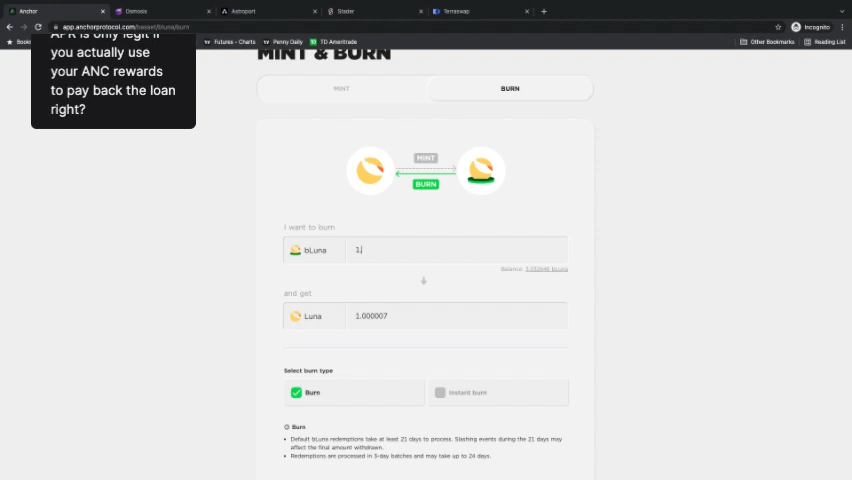 Anchor
Osmosis
Astroport
Stader
Terraswap
app.anchorprotocol.com/basset/bluna/burn
Incognito
Futures - Charts
Penny Daily
TD Ameritrade
Other Bookmarks
Reading List
APR is only legit if
you actually use
your ANC rewards
to pay back the loan
right?
MINT & BURN
MINT
BURN
MINT
BURN
I want to burn
bLuna
1.
Balance:
bLuna
and get
Luna
1.000007
Select burn type
Burn
Instant burn
Burn
• Default bLuna redemptions take at least 21 days to process. Slashing events during the 21 days may
affect the final amount withdrawn.
• Redemptions are processed in 3-day batches and may take up to 24 days.